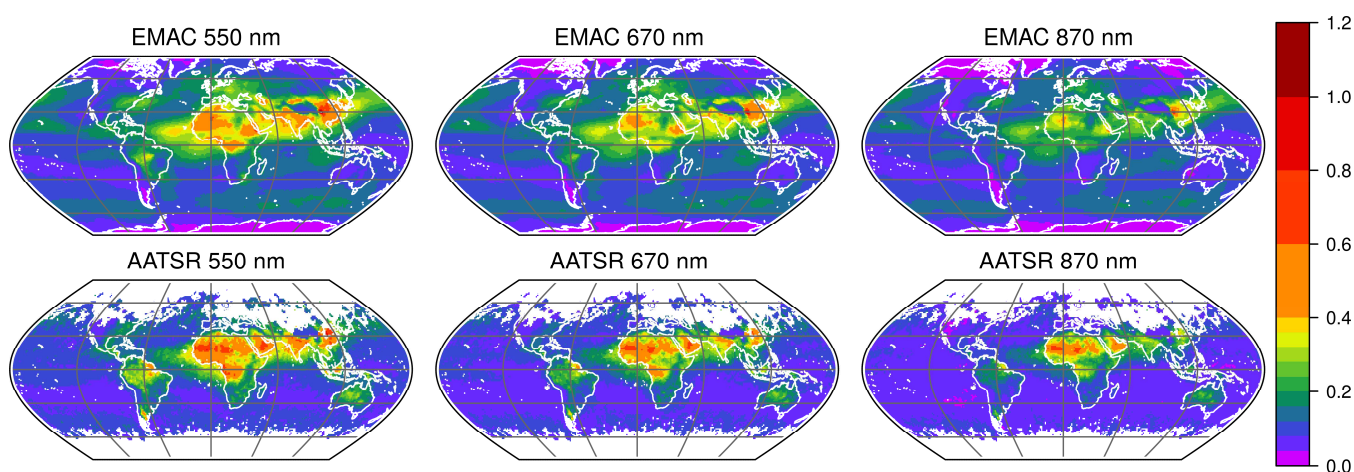 EMAC 550 nm
EMAC 670 nm
EMAC 870 nm
AATSR 550 nm
AATSR 670 nm
AATSR 870 nm
1.2
1.0
0.8
0.6
0.4
0.2
0.0